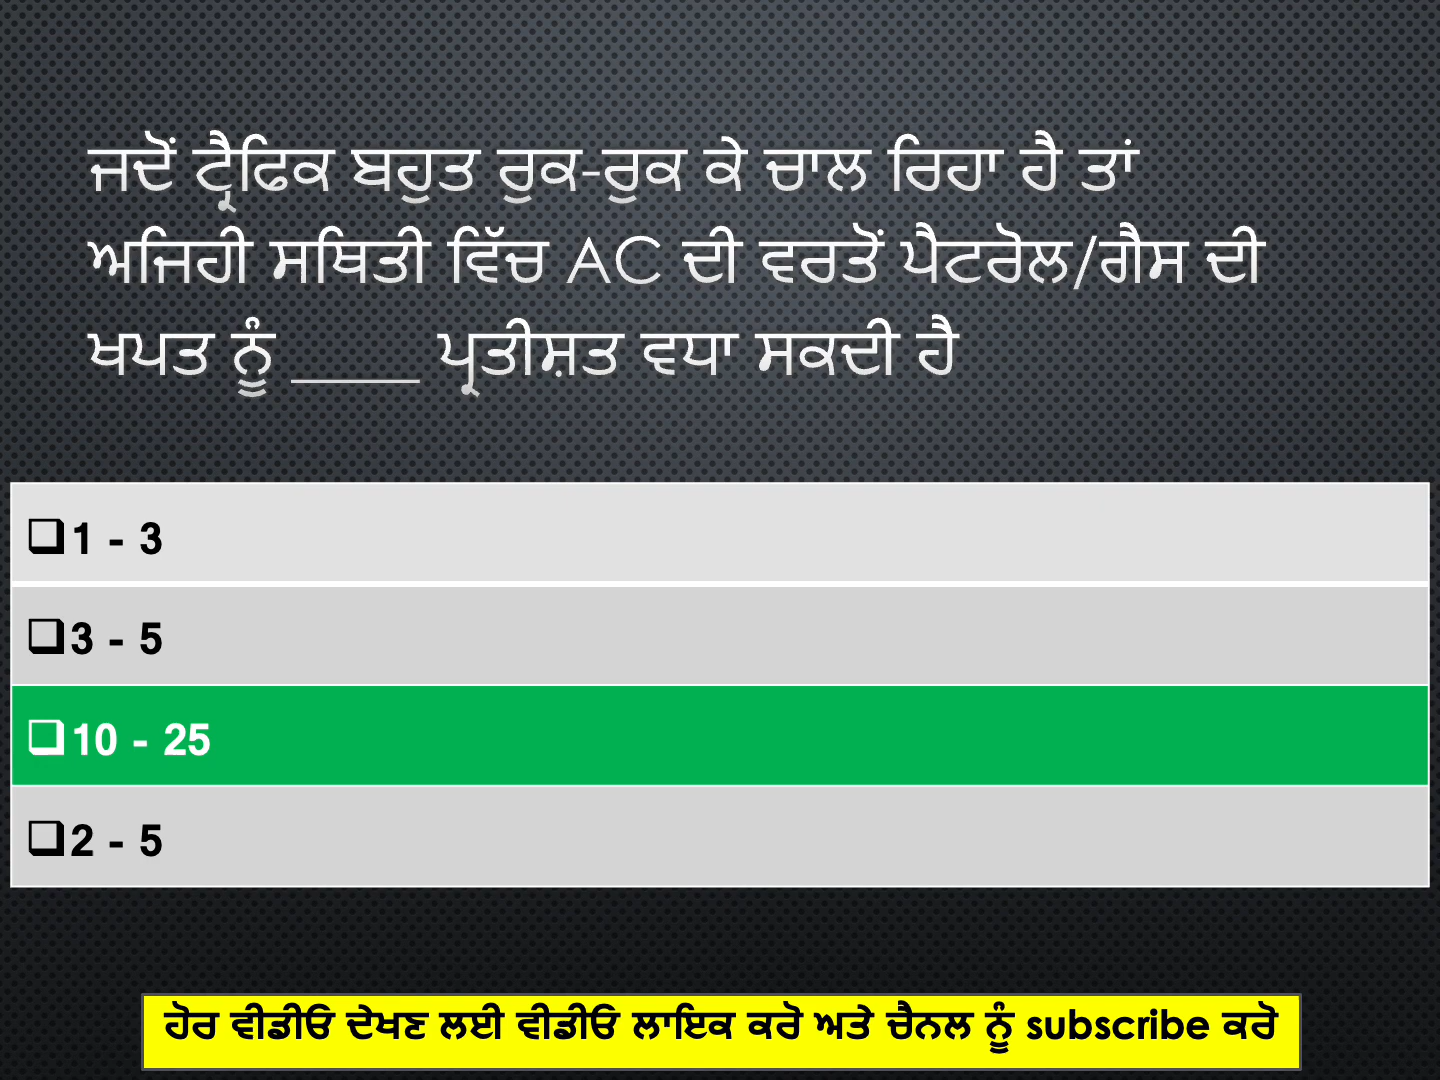 ਜਦੋਂ ਟ੍ਰੈਫਿਕ ਬਹੁਤ ਰੁਕ-ਰੁਕ ਕੇ ਚਾਲ ਰਿਹਾ ਹੈ ਤਾਂ
ਅਜਿਹੀ ਸਥਿਤੀ ਵਿੱਚ AC ਦੀ ਵਰਤੋਂ ਪੈਟਰੋਲ/ਗੈਸ ਦੀ
ਖਪਤ ਨੂੰ ____ ਪ੍ਰਤੀਸ਼ਤ ਵਧਾ ਸਕਦੀ ਹੈ
❑1 - 3
❑3 - 5
❑10 - 25
❑2 - 5
ਹੋਰ ਵੀਡੀਓ ਦੇਖਣ ਲਈ ਵੀਡੀਓ ਲਾਇਕ ਕਰੋ ਅਤੇ ਚੈਨਲ ਨੂੰ subscribe ਕਰੋ